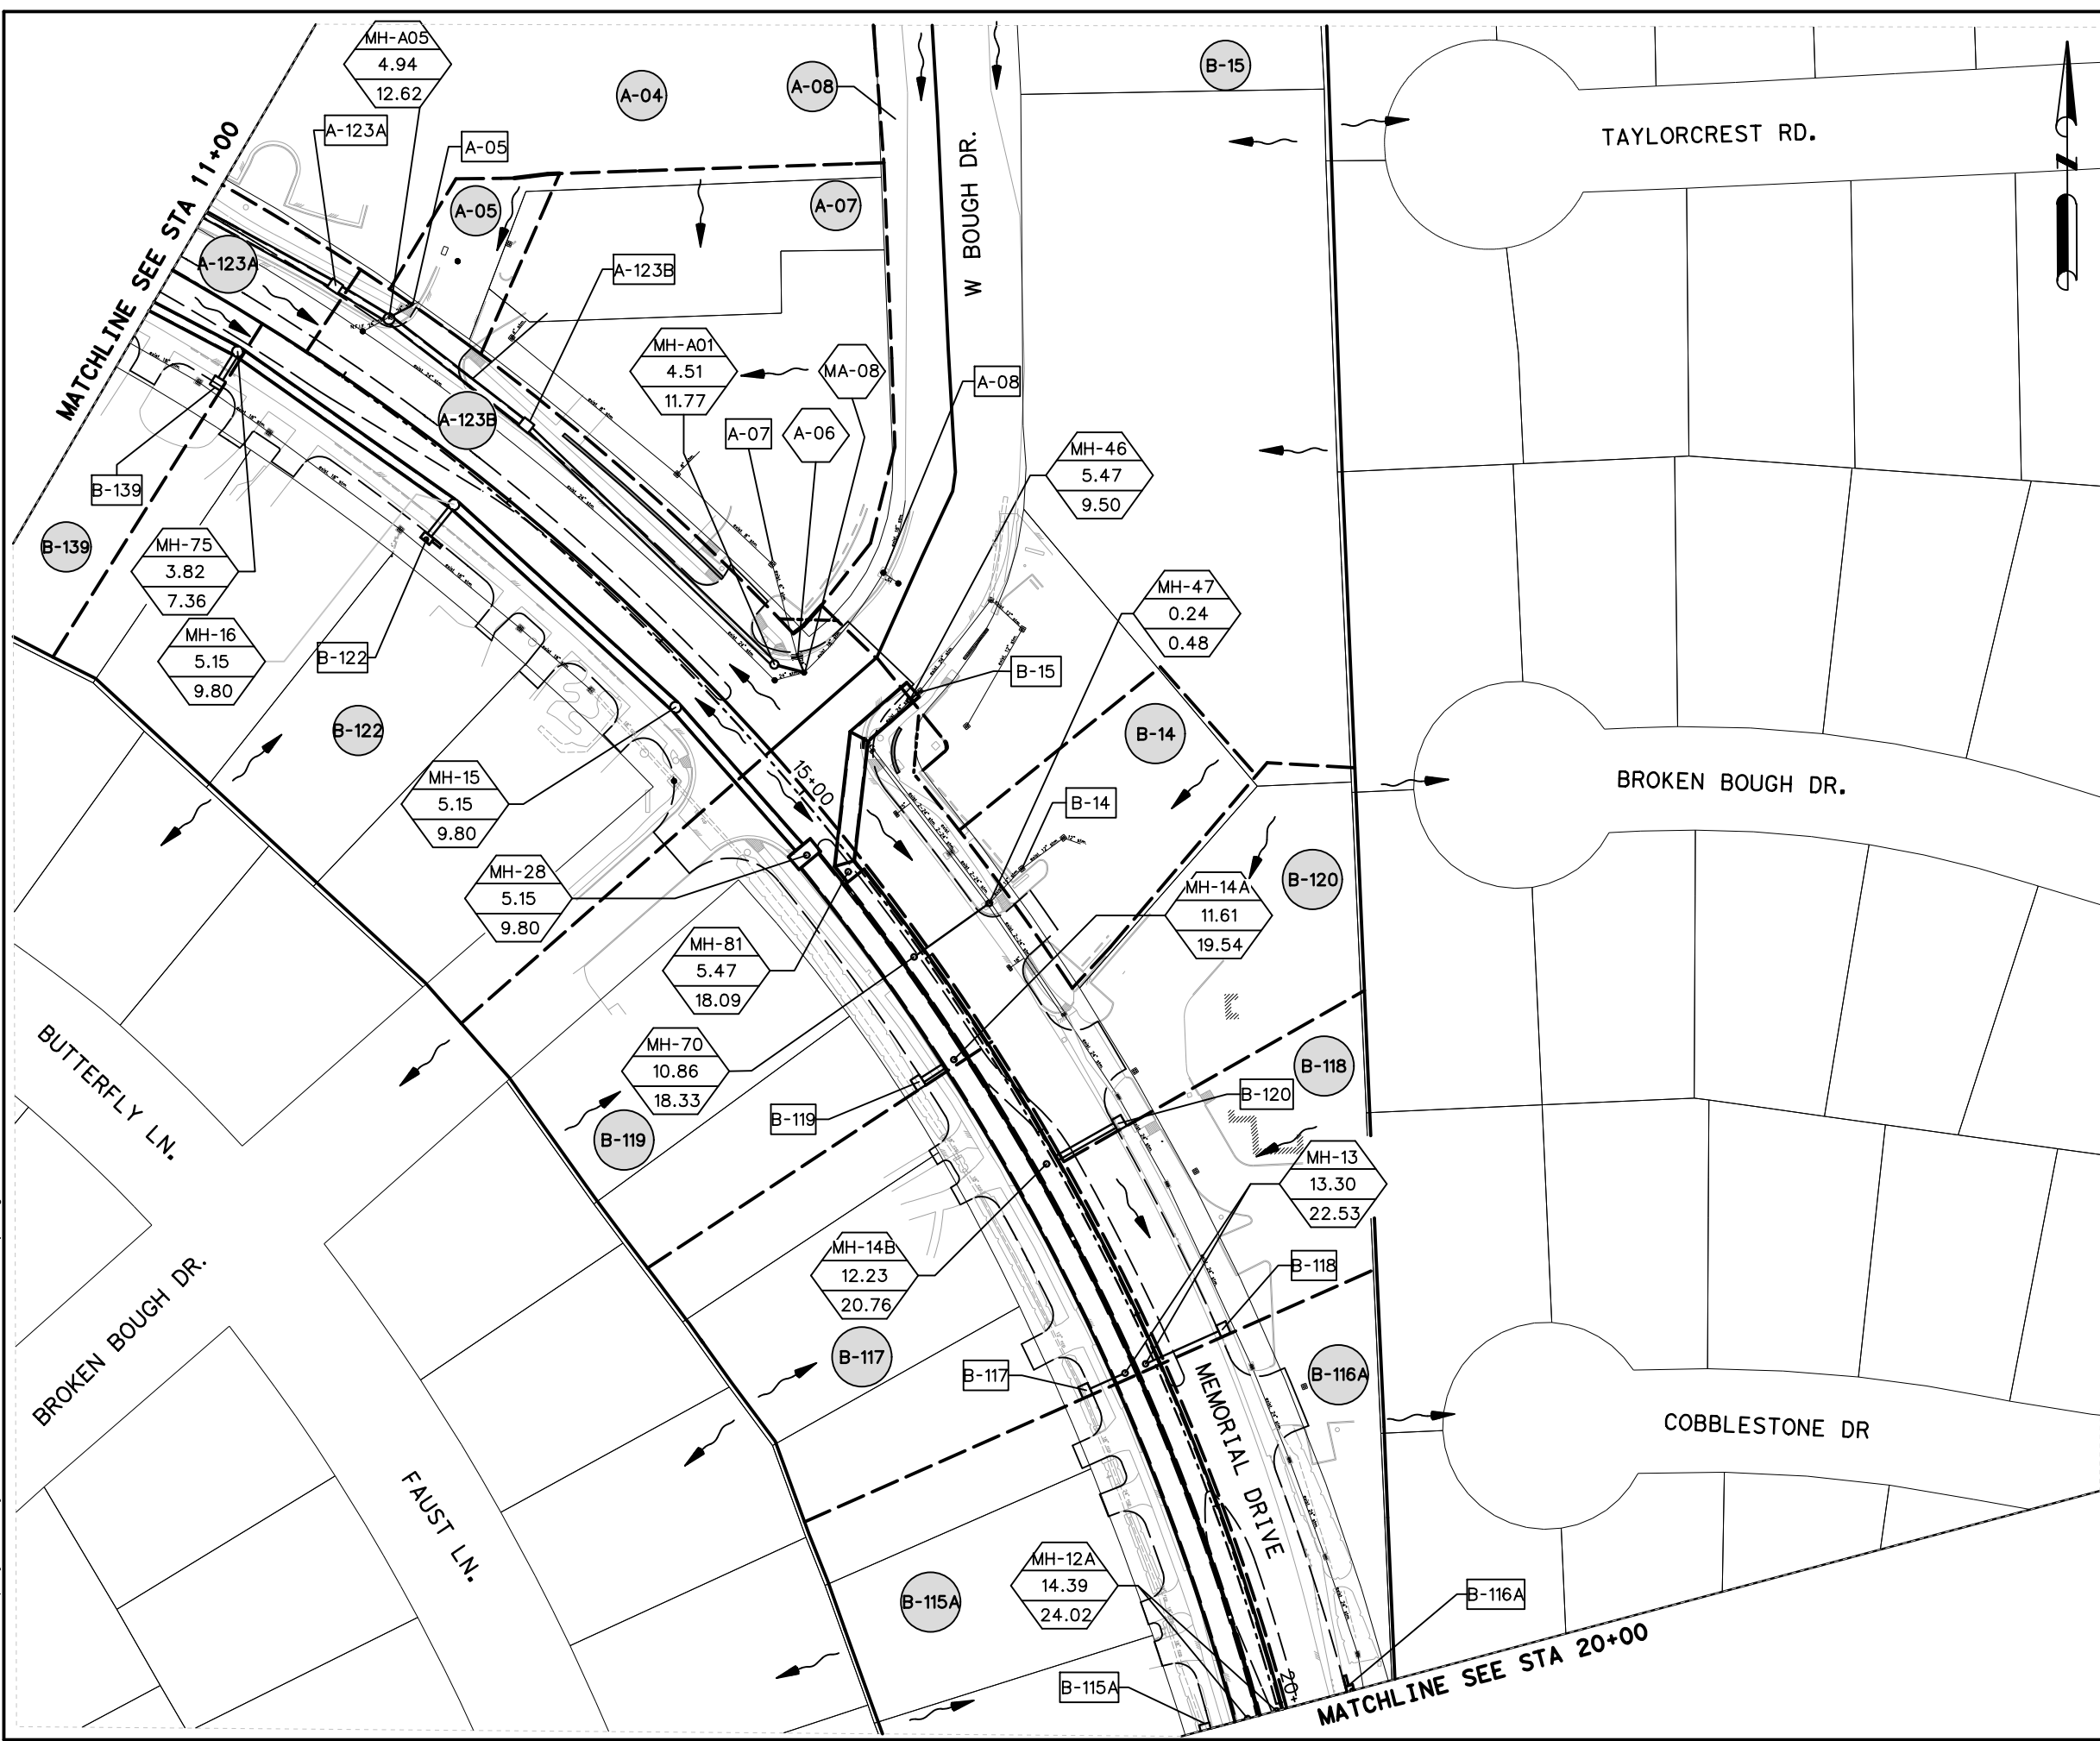 MH-A05
4.94
12.62
A-04
A-08
B-15
A-123A
A-05
TAYLORCREST RD.
N
MATCHLINE SEE STA 11+00
A-05
A-07
W BOUGH DR.
A-123A
A-123B
MH-A01
4.51
11.77
MA-08
A-08
A-123B
A-07
A-06
MH-46
5.47
9.50
B-139
B-139
MH-75
3.82
7.36
MH-47
0.24
0.48
MH-16
5.15
9.80
B-122
B-15
B-122
B-14
15+00
MH-15
5.15
9.80
B-14
BROKEN BOUGH DR.
MH-28
5.15
9.80
MH-14A
11.61
19.54
B-120
MH-81
5.47
18.09
BUTTERFLY LN.
MH-70
10.86
18.33
B-118
B-119
B-119
B-120
MH-13
13.30
22.53
BROKEN BOUGH DR.
MH-14B
12.23
20.76
B-118
B-117
B-117
B-116A
MEMORIAL DRIVE
COBBLESTONE DR
FAUST LN.
MH-12A
14.39
24.02
B-115A
B-116A
B-115A
20+
MATCHLINE SEE STA 20+00